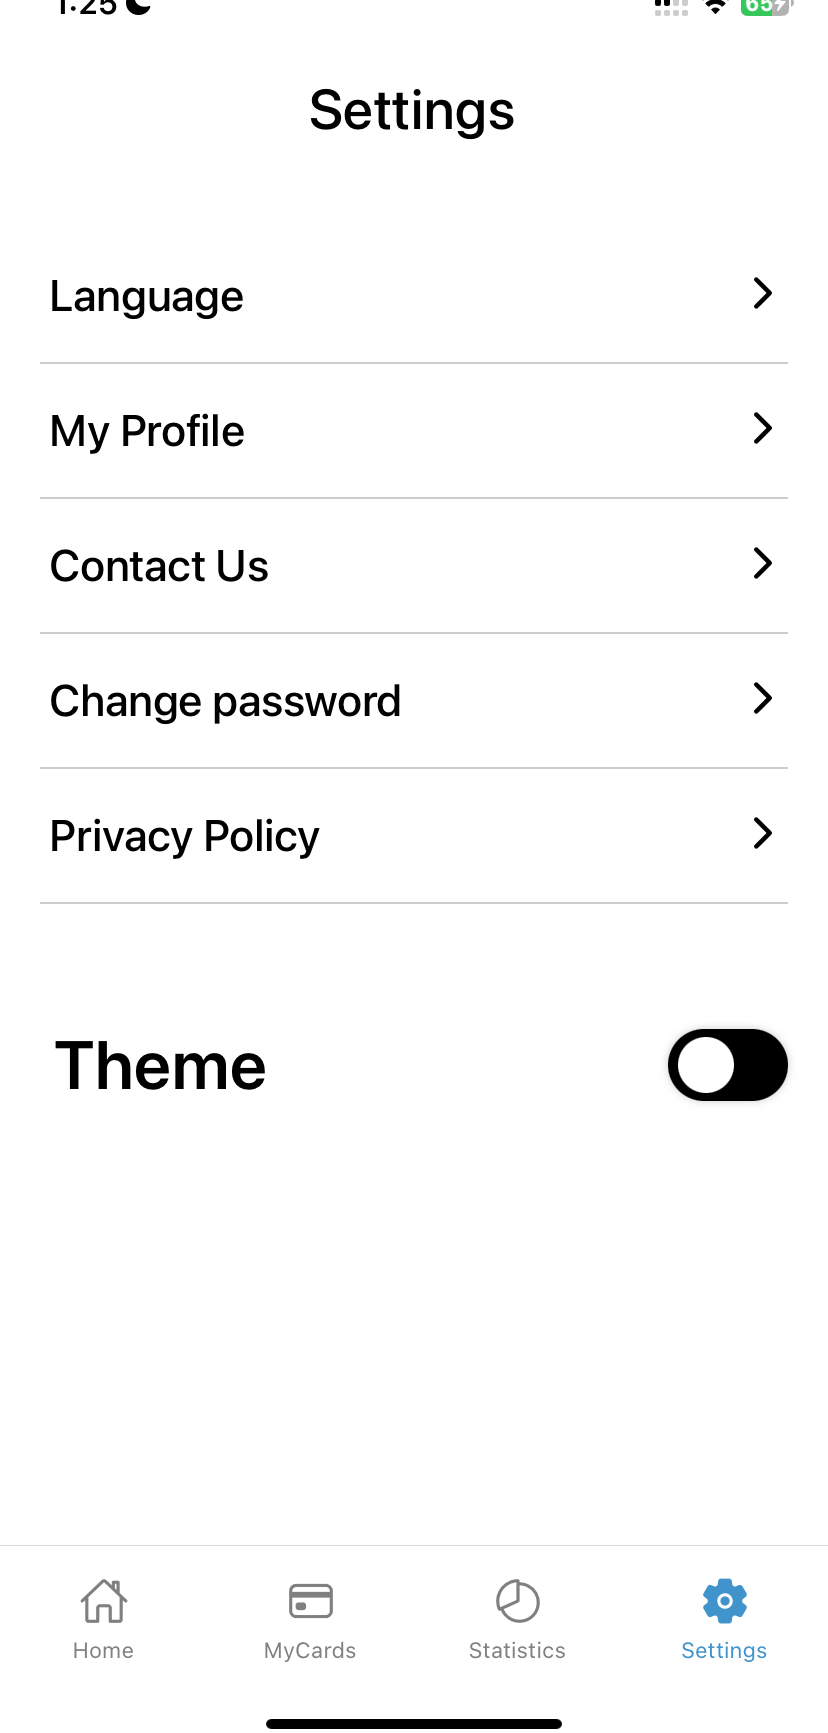 1:25
65
Settings
Language
My Profile
Contact Us
Change password
Privacy Policy
Theme
Home
MyCards
Statistics
Settings